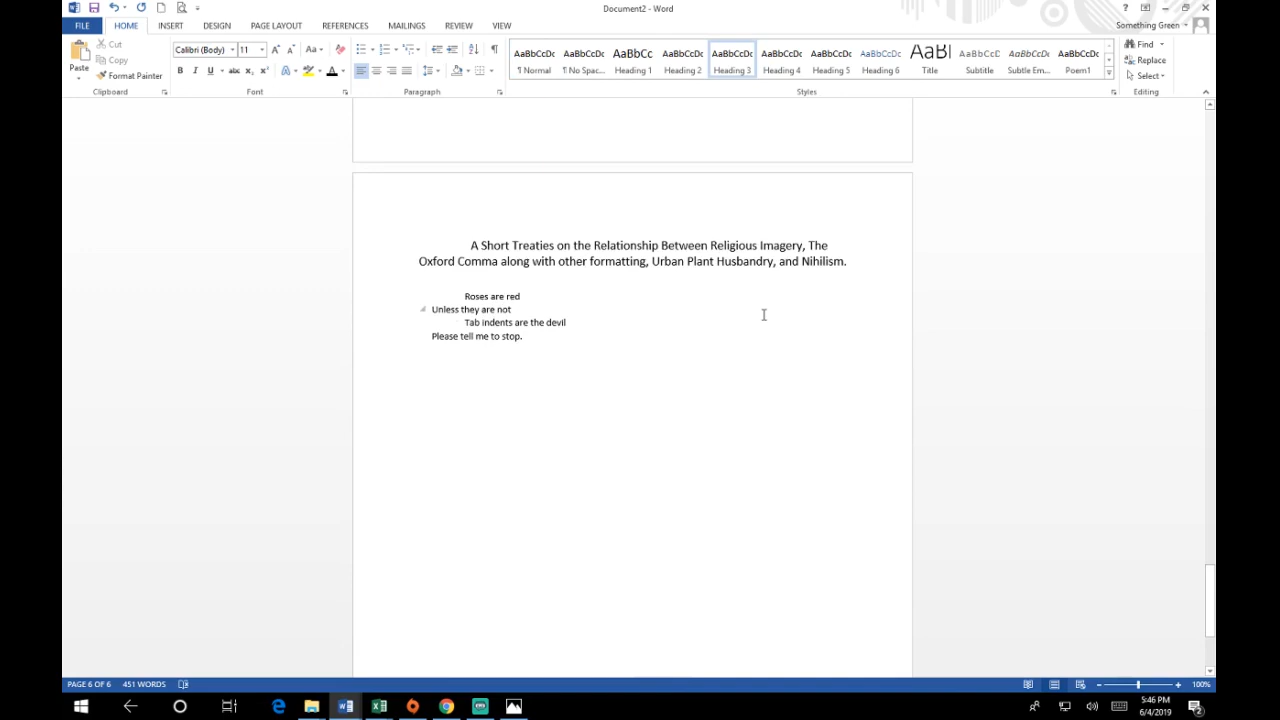 Document2 - Word
FILE HOME INSERT DESIGN PAGE LAYOUT REFERENCES MAILINGS REVIEW VIEW
Something Green
Cut
Copy
Format Painter
Paste
Calibri (Body) 11
AaBbCcDc AaBbCcDc AaBbCc AaBbCcDc AaBbCcDc AaBbCcDc AaBbCcDc AaBbCcDc AaBl AaBbCcD AaBbCcDc AaBbCcDc
¶ Normal ¶ No Spac... Heading 1 Heading 2 Heading 3 Heading 4 Heading 5 Heading 6 Title Subtitle Subtle Em... Poem1
Find
Replace
Select
Clipboard Font Paragraph Styles Editing
A Short Treaties on the Relationship Between Religious Imagery, The
Oxford Comma along with other formatting, Urban Plant Husbandry, and Nihilism.
Roses are red
Unless they are not
Tab indents are the devil
Please tell me to stop.
PAGE 6 OF 6 451 WORDS 100%
5:46 PM
6/4/2019